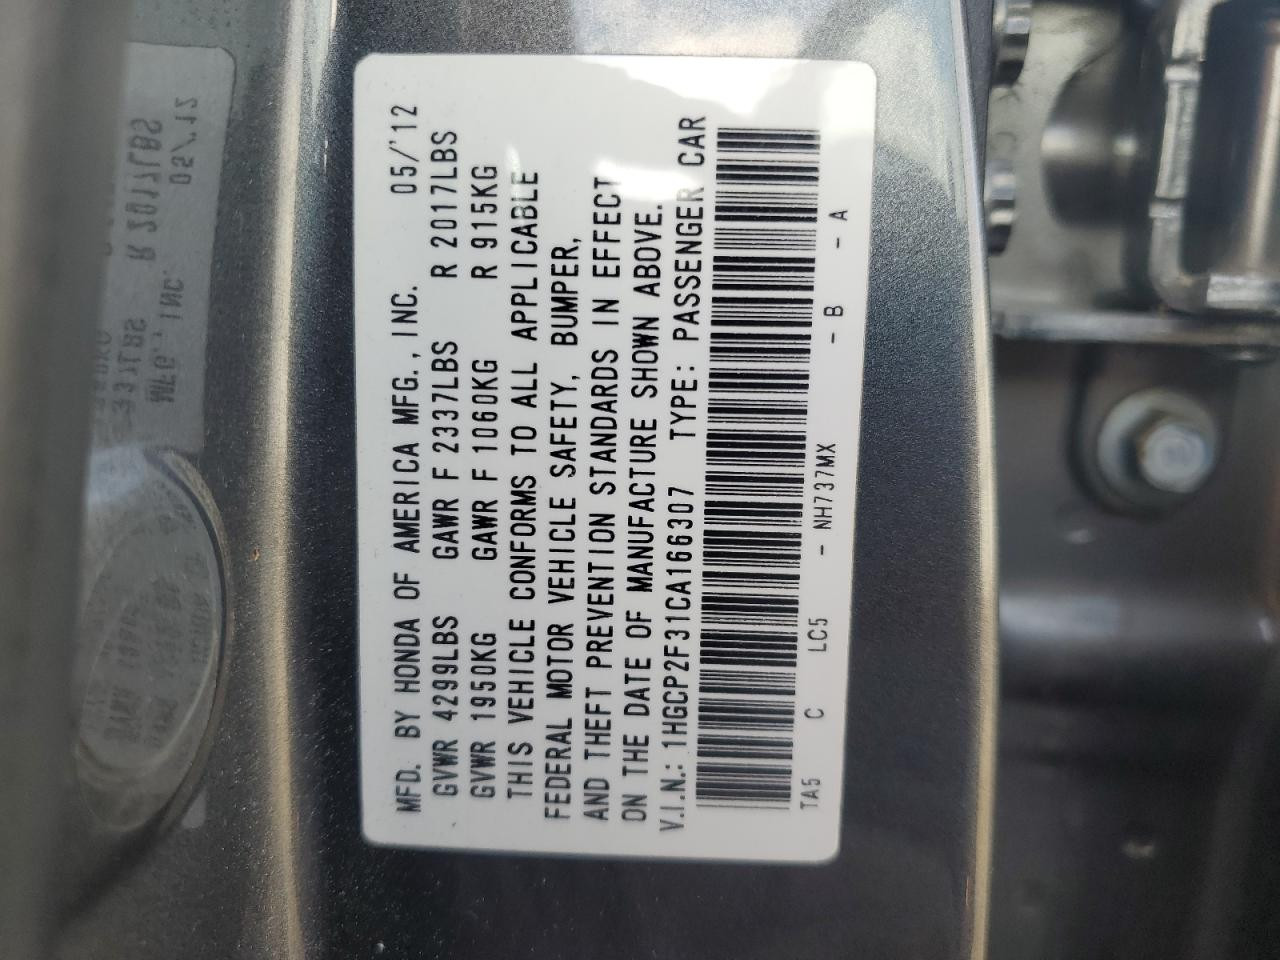 MFD. BY HONDA OF AMERICA MFG., INC. 05/'12
GVWR 4299LBS GAWR F 2337LBS R 2017LBS
GVWR 1950KG GAWR F 1060KG R 915KG
THIS VEHICLE CONFORMS TO ALL APPLICABLE
FEDERAL MOTOR VEHICLE SAFETY, BUMPER,
AND THEFT PREVENTION STANDARDS IN EFFECT
ON THE DATE OF MANUFACTURE SHOWN ABOVE.
V.I.N.: 1HGCP2F31CA166307 TYPE: PASSENGER CAR
TA5 C LC5 - NH737MX - B - A